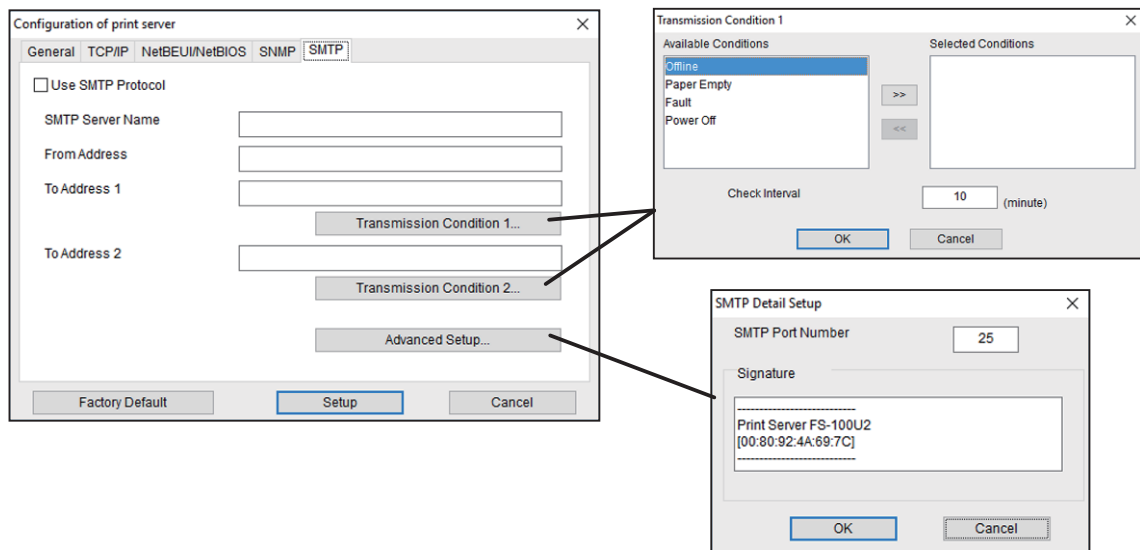 Configuration of print server
General TCP/IP NetBEUI/NetBIOS SNMP SMTP
Use SMTP Protocol
SMTP Server Name
From Address
To Address 1
Transmission Condition 1...
To Address 2
Transmission Condition 2...
Advanced Setup...
Factory Default Setup Cancel
Transmission Condition 1
Available Conditions Selected Conditions
Offline
Paper Empty
Fault
Power Off
>>
<<
Check Interval 10 (minute)
OK Cancel
SMTP Detail Setup
SMTP Port Number 25
Signature
---------------------------
Print Server FS-100U2
[00:80:92:4A:69:7C]
---------------------------
OK Cancel